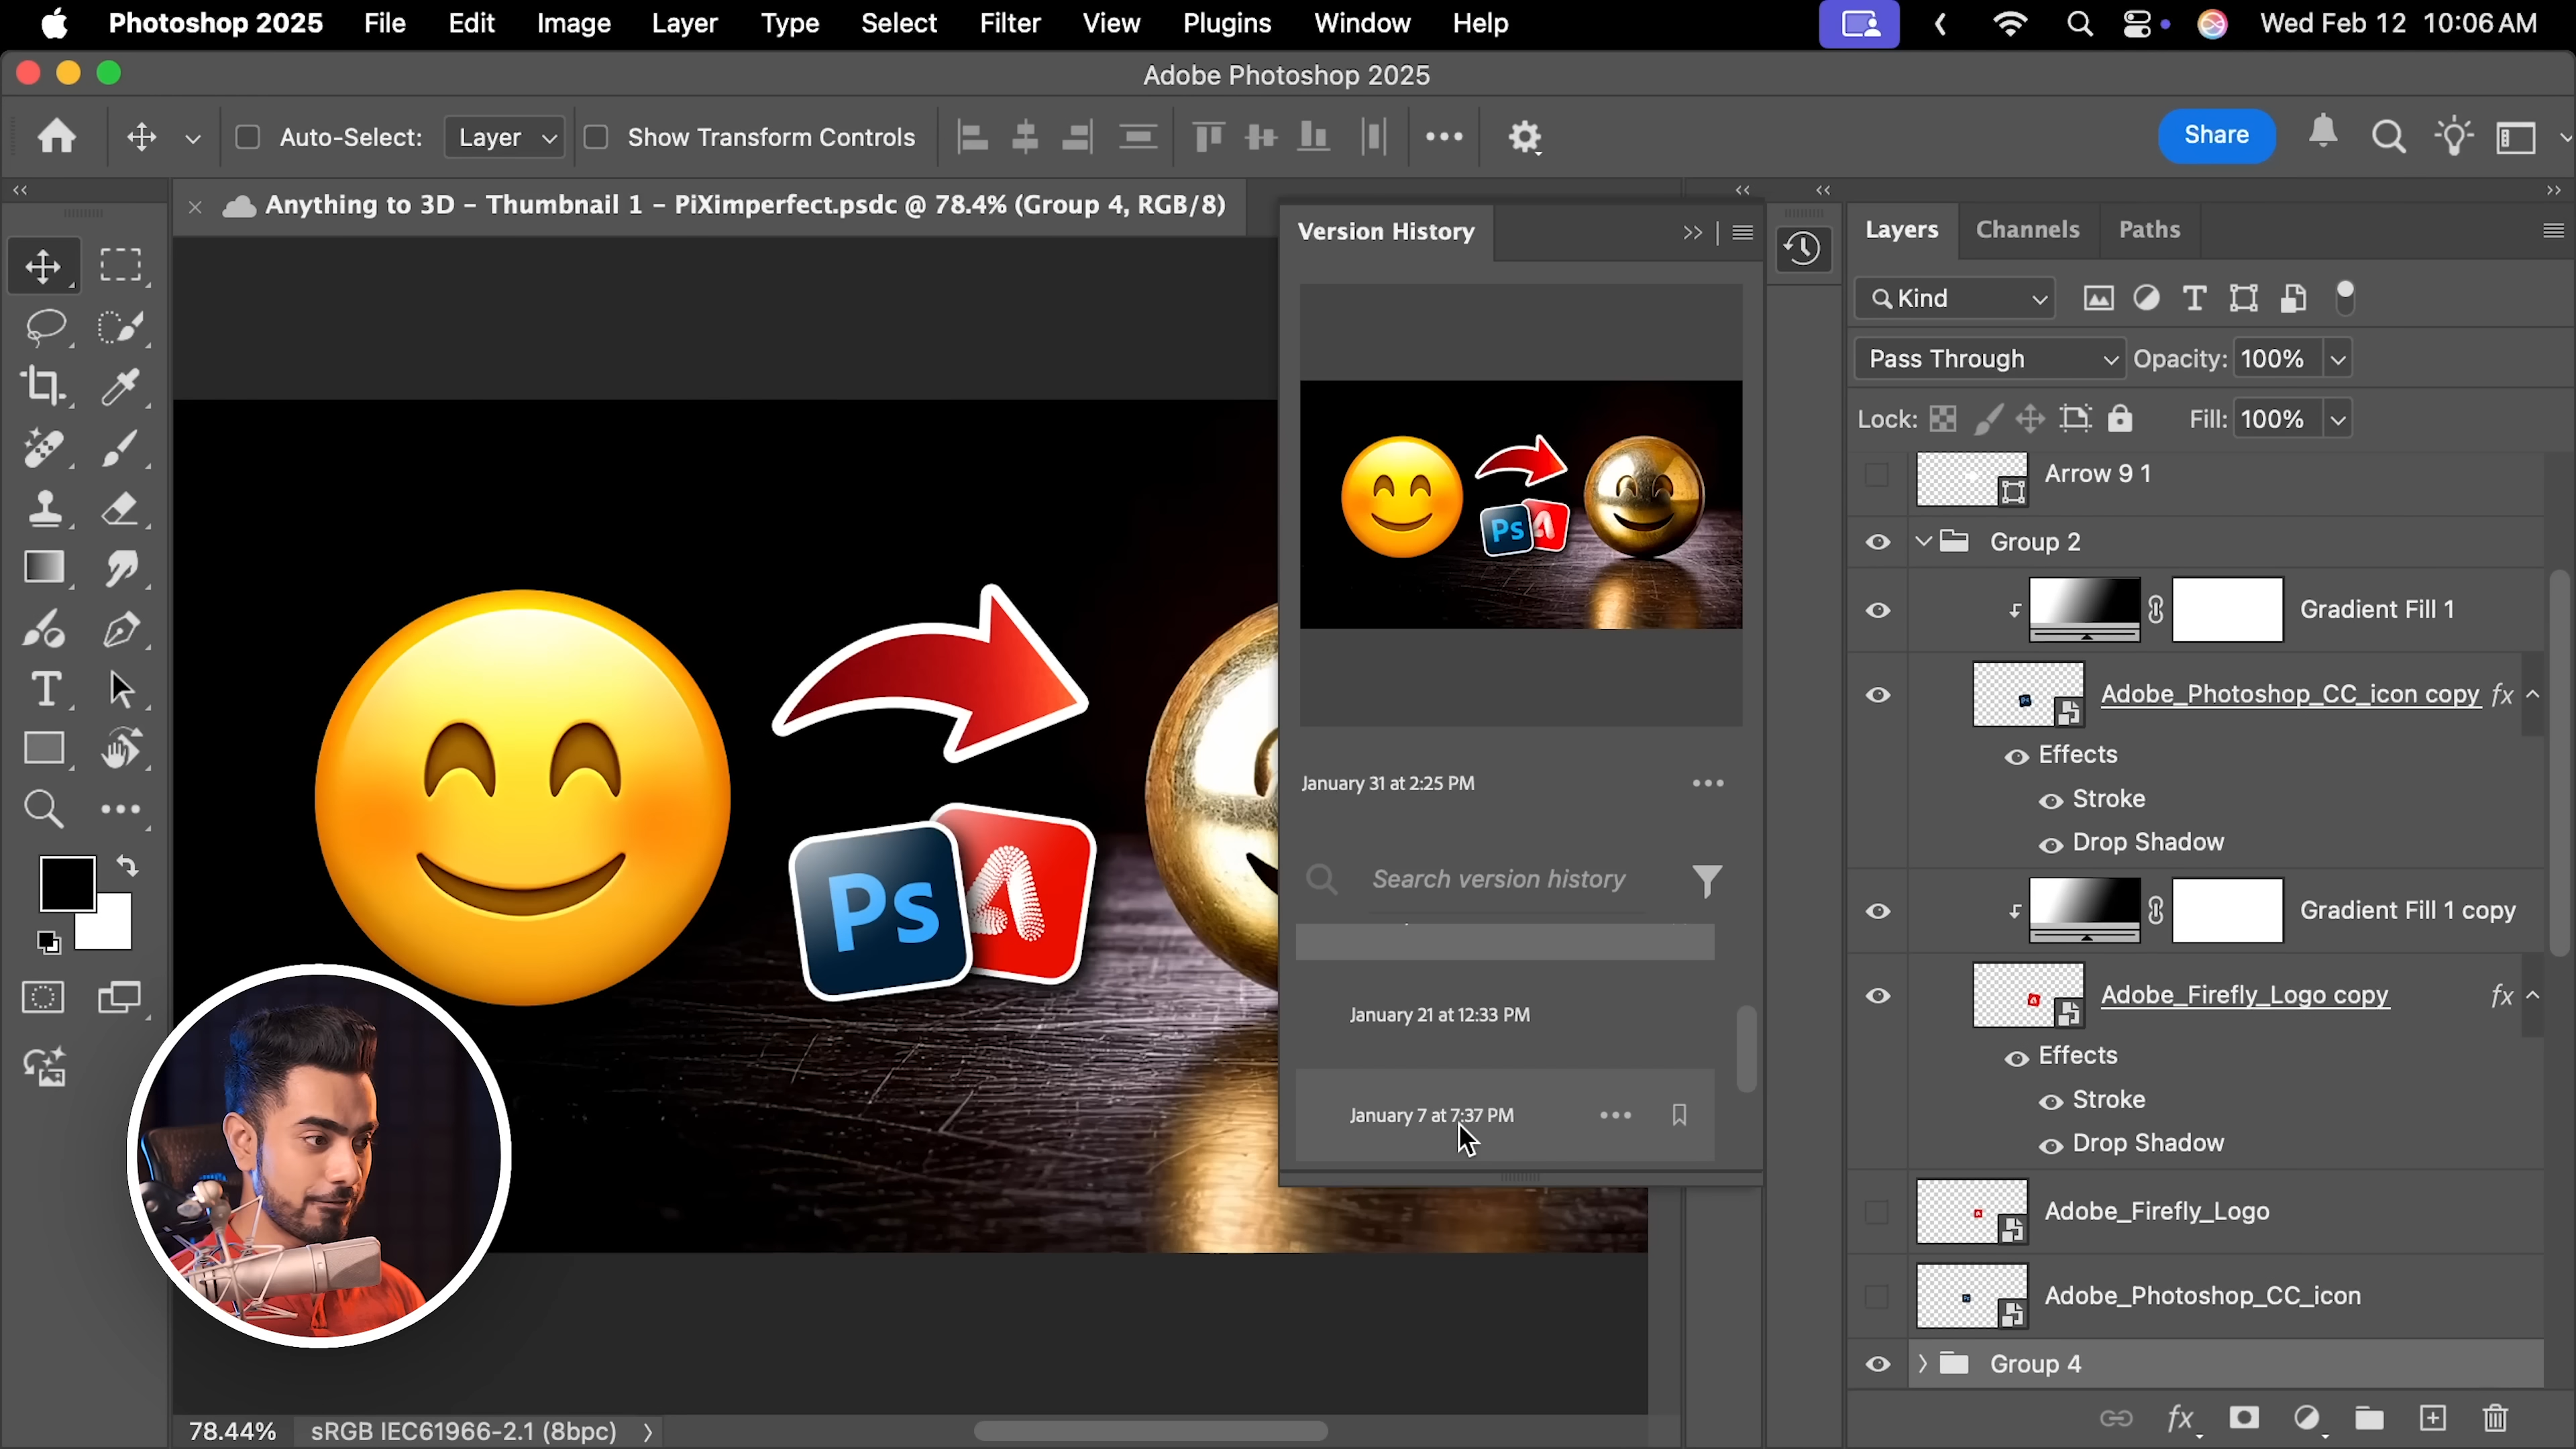 Photoshop 2025 File Edit Image Layer Type Select Filter View Plugins Window Help Wed Feb 12 10:06 AM
Adobe Photoshop 2025
Auto-Select: Layer Show Transform Controls Share
Anything to 3D – Thumbnail 1 – PiXimperfect.psdc @ 78.4% (Group 4, RGB/8)
Version History
Ps
January 31 at 2:25 PM
Search version history
January 21 at 12:33 PM
January 7 at 7:37 PM
Ps
Layers Channels Paths
Kind
Pass Through Opacity: 100%
Lock: Fill: 100%
Arrow 9 1
Group 2
Gradient Fill 1
Adobe_Photoshop_CC_icon copy fx
Effects
Stroke
Drop Shadow
Gradient Fill 1 copy
Adobe_Firefly_Logo copy fx
Effects
Stroke
Drop Shadow
Adobe_Firefly_Logo
Adobe_Photoshop_CC_icon
Group 4
fx
78.44% sRGB IEC61966-2.1 (8bpc)